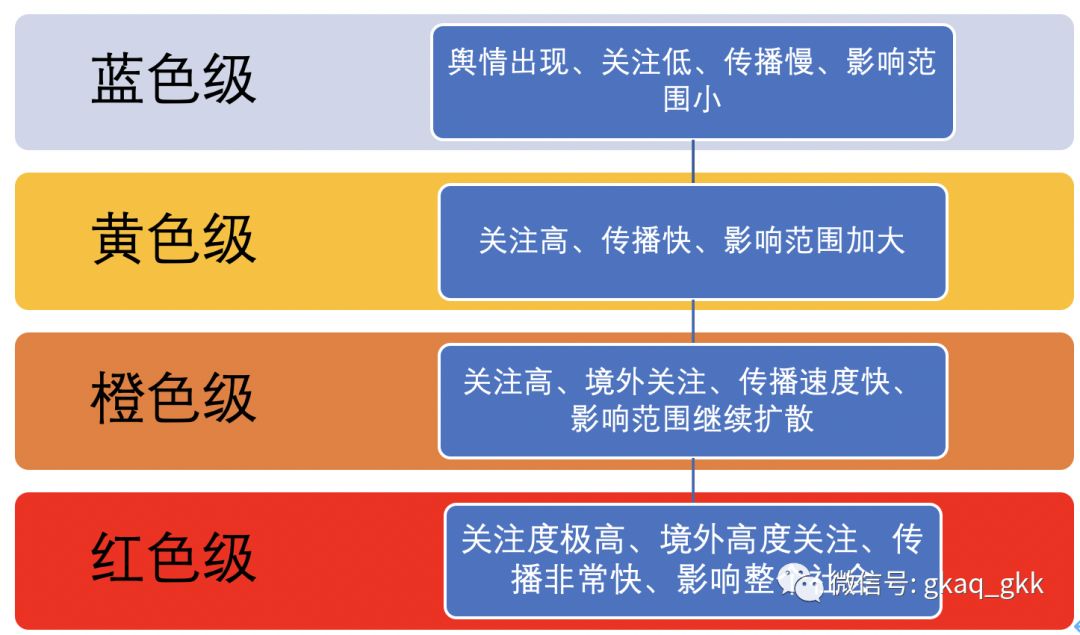 蓝色级
舆情出现、关注低、传播慢、影响范
围小
黄色级
关注高、传播快、影响范围加大
橙色级
关注高、境外关注、传播速度快、
影响范围继续扩散
红色级
关注度极高、境外高度关注、传
播非常快、影响整个社会
微信号: gkaq_gkk